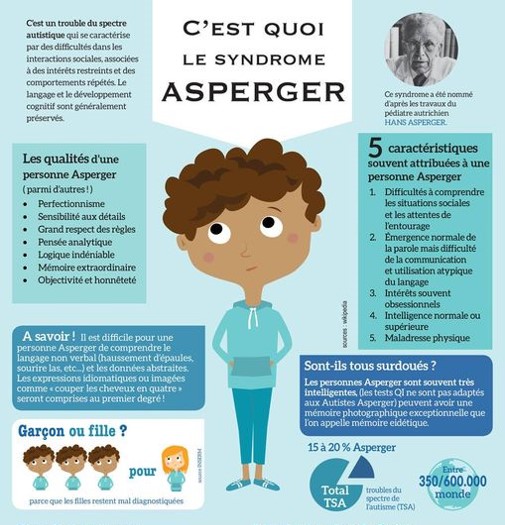 C'EST QUOI
LE SYNDROME
ASPERGER
C'est un trouble du spectre
autistique qui se caractérise
par des difficultés dans les
interactions sociales, associées
à des intérêts restreints et des
comportements répétés. Le
langage et le développement
cognitif sont généralement
préservés.
Ce syndrome a été nommé
d'après les travaux du
pédiatre autrichien
HANS ASPERGER.
Les qualités d'une
personne Asperger
(parmi d'autres !)
• Perfectionnisme
• Sensibilité aux détails
• Grand respect des règles
• Pensée analytique
• Logique indéniable
• Mémoire extraordinaire
• Objectivité et honnêteté
5 caractéristiques
souvent attribuées à une
personne Asperger
1. Difficultés à comprendre
les situations sociales
et les attentes de
l'entourage
2. Émergence normale de
la parole mais difficulté
de la communication
et utilisation atypique
du langage
3. Intérêts souvent
obsessionnels
4. Intelligence normale ou
supérieure
5. Maladresse physique
sources : wikipedia
A savoir ! Il est difficile pour une
personne Asperger de comprendre le
langage non verbal (haussement d'épaules,
sourire las, etc...) et les données abstraites.
Les expressions idiomatiques ou imagées
comme « couper les cheveux en quatre »
seront comprises au premier degré !
Sont-ils tous surdoués ?
Les personnes Asperger sont souvent très
intelligentes, (les tests QI ne sont pas adaptés
aux Autistes Asperger) peuvent avoir une
mémoire photographique exceptionnelle que
l'on appelle mémoire eidétique.
Garçon ou fille ?
pour
parce que les filles restent mal diagnostiquées
15 à 20 % Asperger
Total
TSA
troubles du
spectre de
l'autisme (TSA)
Entre
350/600.000
monde